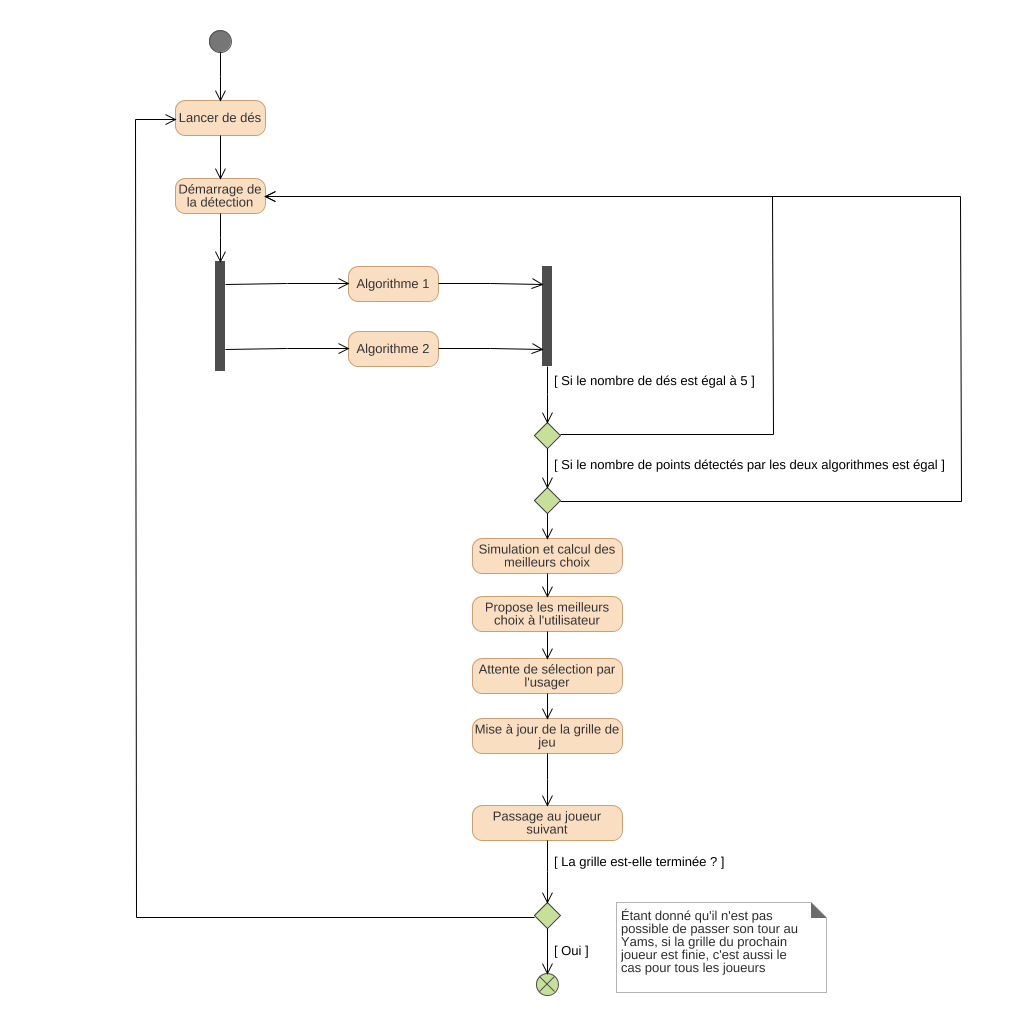 Lancer de dés
Démarrage de
la détection
Algorithme 1
Algorithme 2
[ Si le nombre de dés est égal à 5 ]
[ Si le nombre de points détectés par les deux algorithmes est égal ]
Simulation et calcul des
meilleurs choix
Propose les meilleurs
choix à l'utilisateur
Attente de sélection par
l'usager
Mise à jour de la grille de
jeu
Passage au joueur
suivant
[ La grille est-elle terminée ? ]
[ Oui ]
Étant donné qu'il n'est pas
possible de passer son tour au
Yams, si la grille du prochain
joueur est finie, c'est aussi le
cas pour tous les joueurs